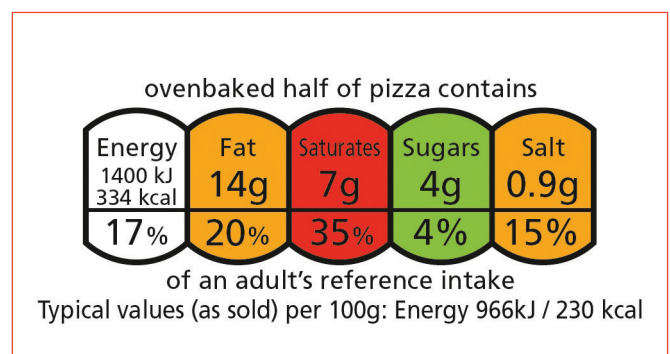 ovenbaked half of pizza contains
Energy Fat Saturates Sugars Salt
1400 kJ
334 kcal 14g 7g 4g 0.9g
17% 20% 35% 4% 15%
of an adult's reference intake
Typical values (as sold) per 100g: Energy 966kJ / 230 kcal